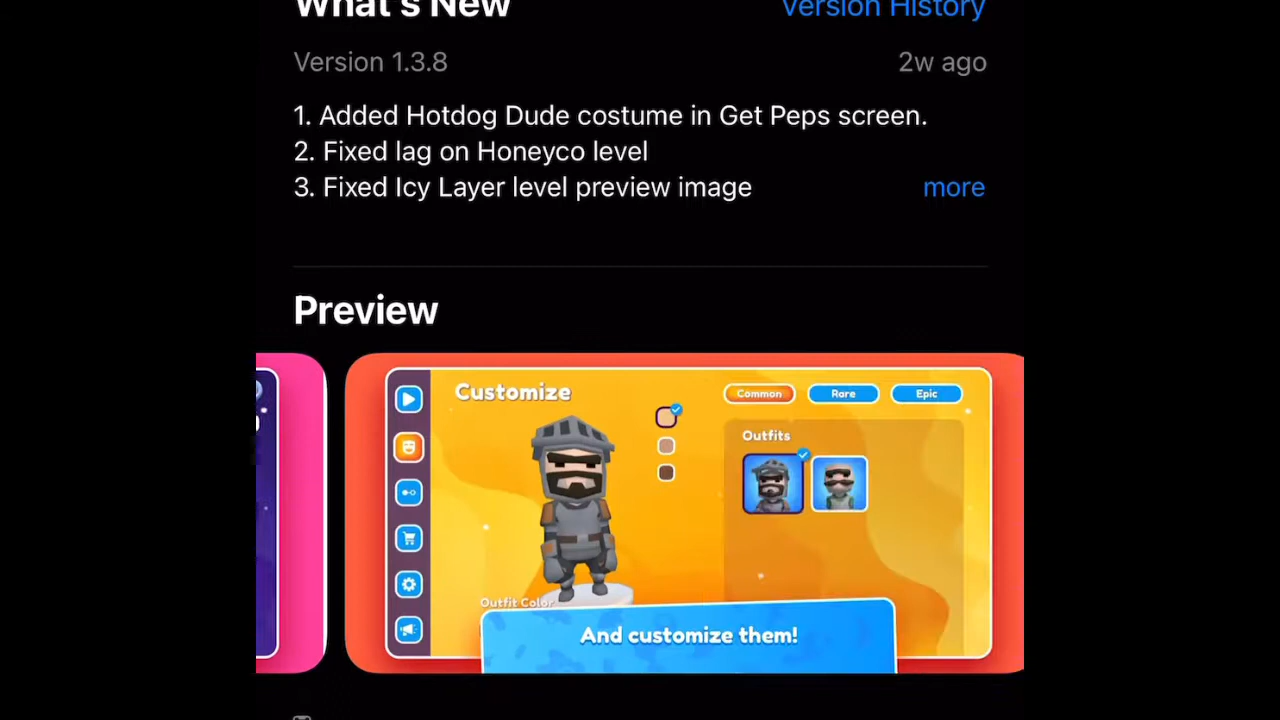 What's New
Version History
Version 1.3.8
2w ago
1. Added Hotdog Dude costume in Get Peps screen.
2. Fixed lag on Honeyco level
3. Fixed Icy Layer level preview image
more
Preview
Customize
Common
Rare
Epic
Outfits
Outfit Color
And customize them!